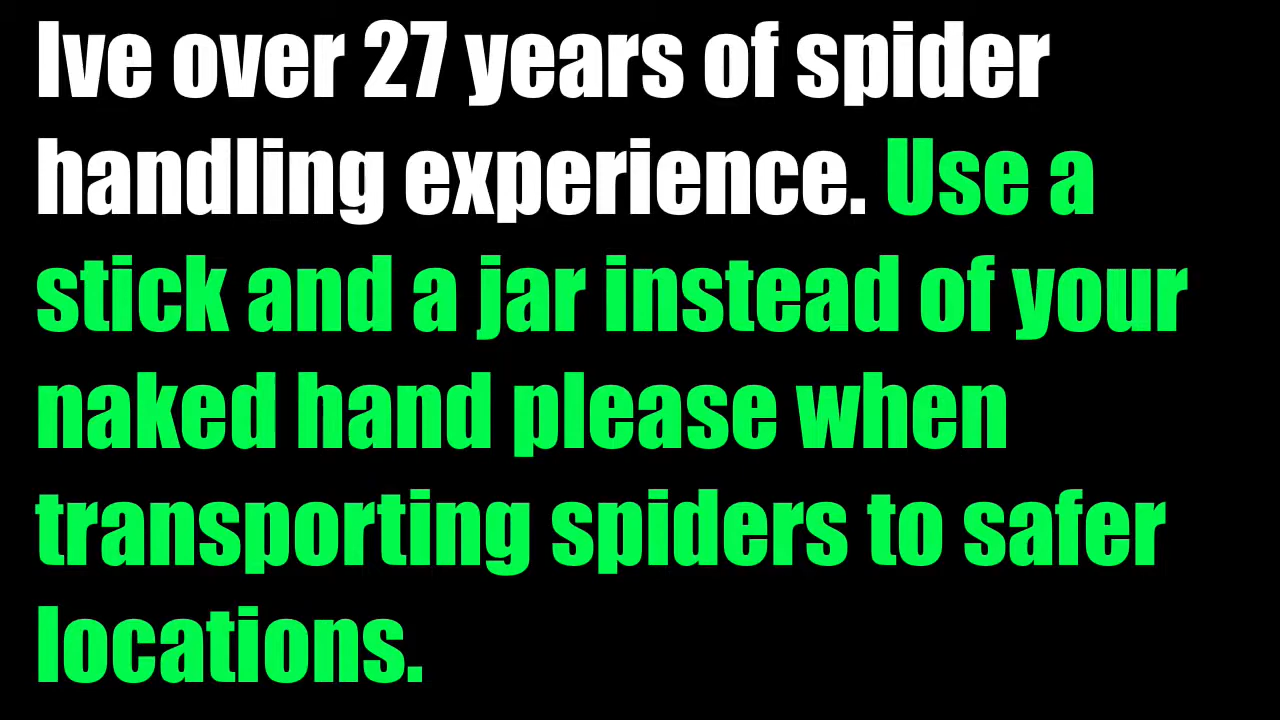 Ive over 27 years of spider
handling experience. Use a
stick and a jar instead of your
naked hand please when
transporting spiders to safer
locations.